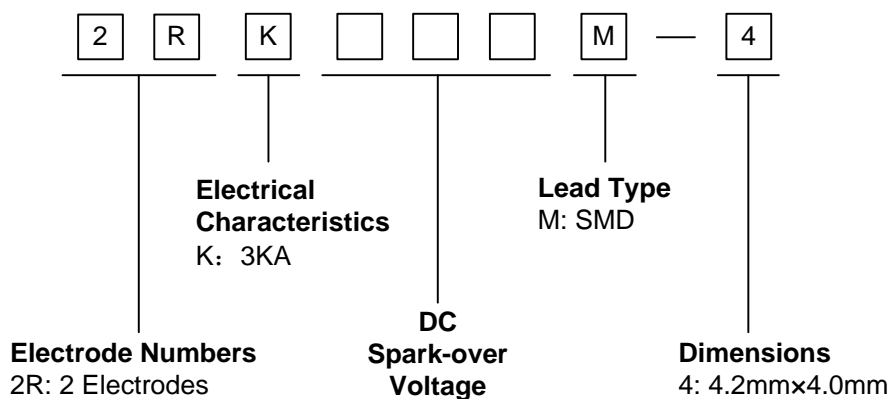 2 R K M — 4
Electrical
Characteristics
K： 3KA
Lead Type
M: SMD
DC
Spark-over
Voltage
Electrode Numbers
2R: 2 Electrodes
Dimensions
4: 4.2mm×4.0mm